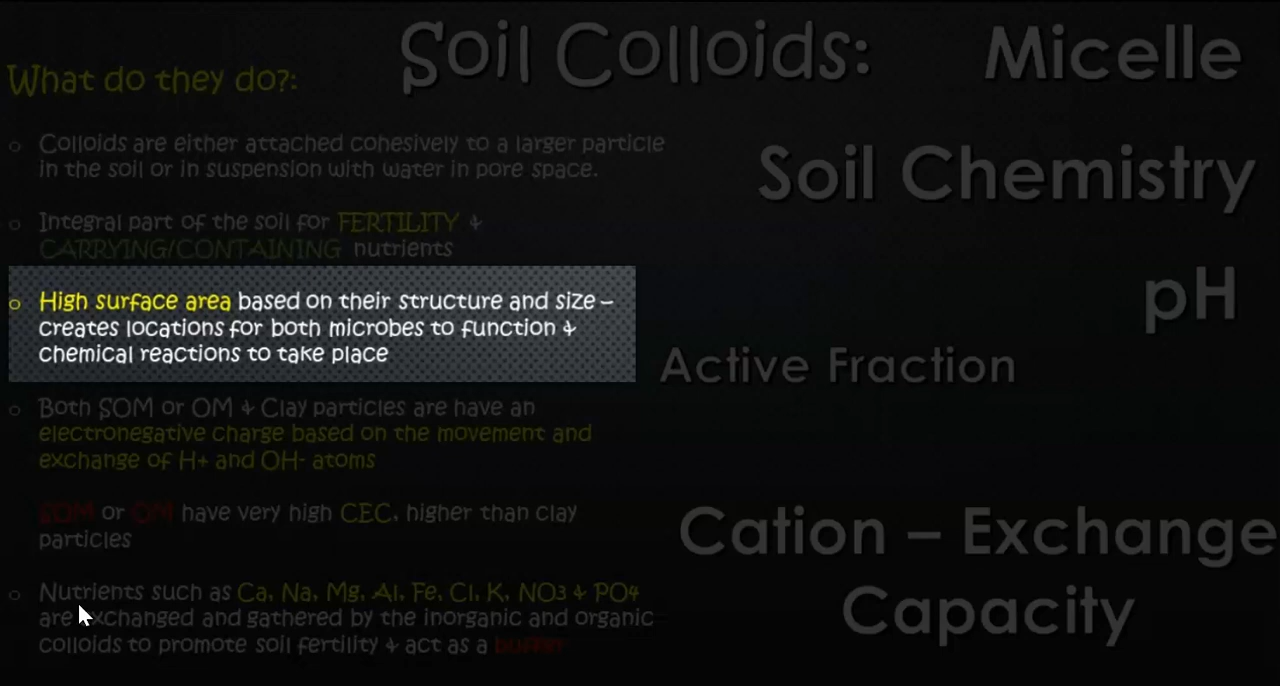 Soil Colloids:
Micelle
What do they do?:
o Colloids are either attached cohesively to a larger particle
in the soil or in suspension with water in pore space.
Soil Chemistry
o Integral part of the soil for FERTILITY &
CARRYING/CONTAINING nutrients
pH
o High surface area based on their structure and size –
creates locations for both microbes to function &
chemical reactions to take place
Active Fraction
o Both SOM or OM & Clay particles are have an
electronegative charge based on the movement and
exchange of H+ and OH- atoms
SOM or OM have very high CEC, higher than clay
particles
Cation – Exchange
Capacity
o Nutrients such as Ca, Na, Mg, Al, Fe, Cl, K, NO3 & PO4
are exchanged and gathered by the inorganic and organic
colloids to promote soil fertility & act as a buffer